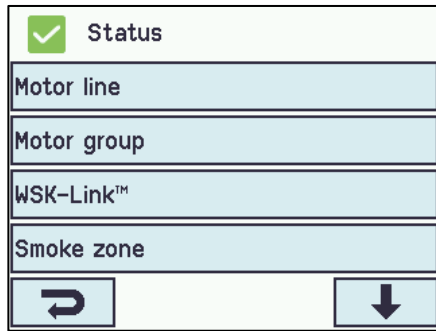 Status
Motor line
Motor group
WSK-Link™
Smoke zone